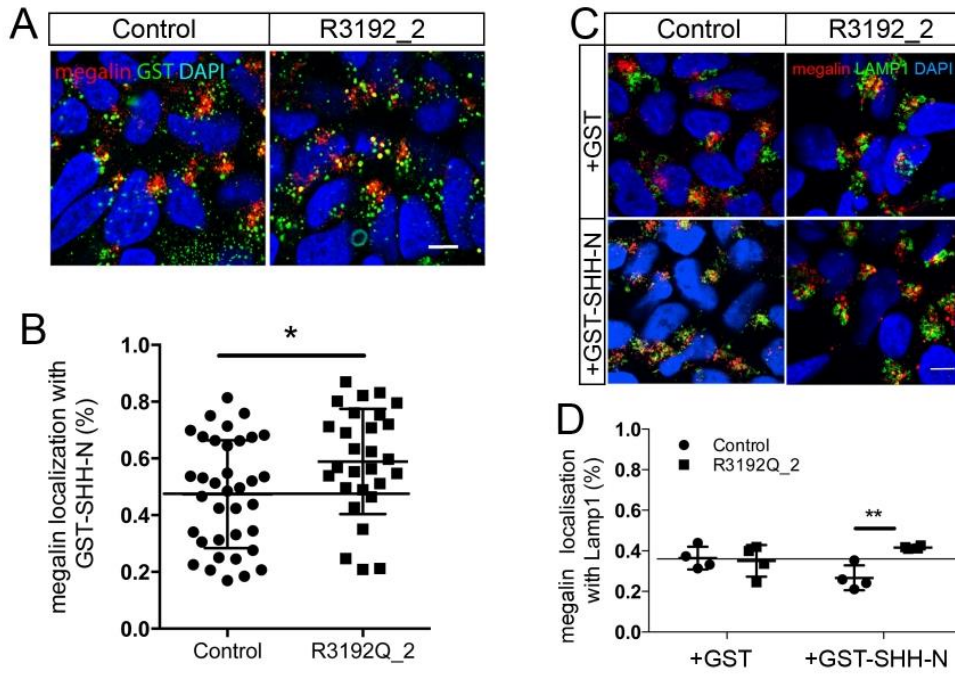 A
Control R3192_2
megalin GST DAPI
B
*
megalin localization with
GST-SHH-N (%)
1.0
0.8
0.6
0.4
0.2
0.0
Control R3192Q_2
C
Control R3192_2
+GST
megalin LAMP1 DAPI
+GST-SHH-N
D
megalin localisation
with Lamp1 (%)
1.0
0.8
0.6
0.4
0.2
0.0
Control
R3192Q_2
**
+GST +GST-SHH-N